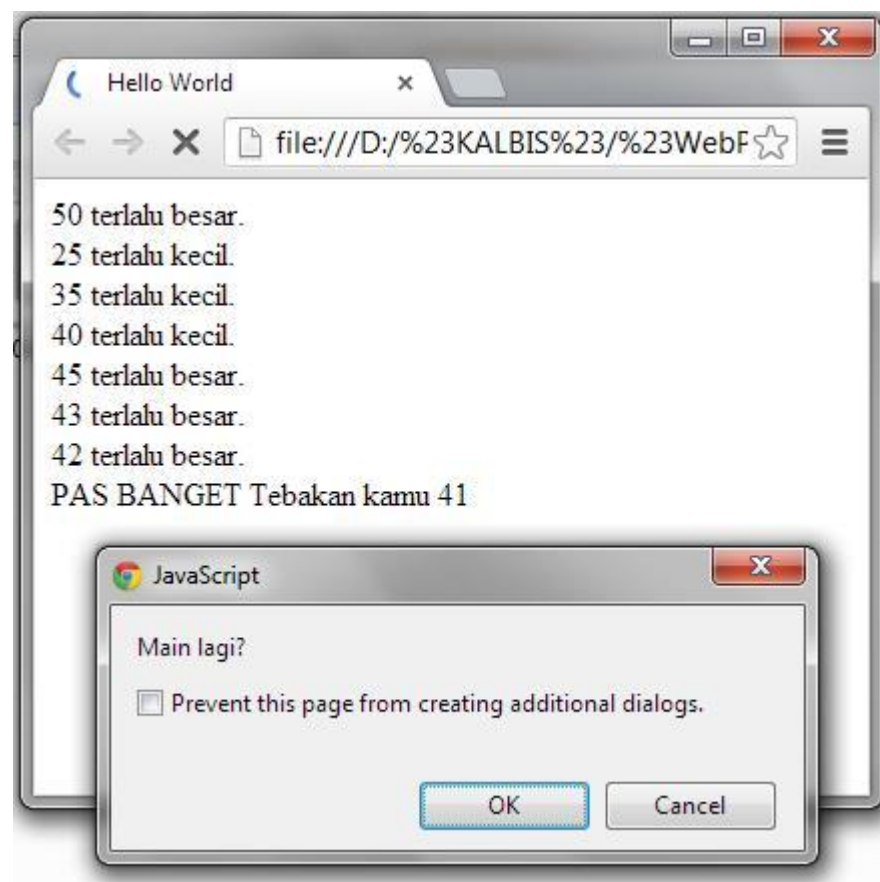 Hello World
file:///D:/%23KALBIS%23/%23WebP
50 terlalu besar.
25 terlalu kecil.
35 terlalu kecil.
40 terlalu kecil.
45 terlalu besar.
43 terlalu besar.
42 terlalu besar.
PAS BANGET Tebakan kamu 41
JavaScript
Main lagi?
Prevent this page from creating additional dialogs.
OK Cancel